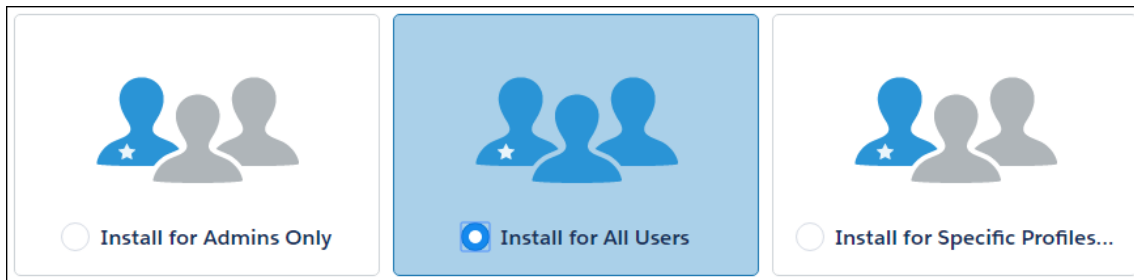 Install for Admins Only
Install for All Users
Install for Specific Profiles...